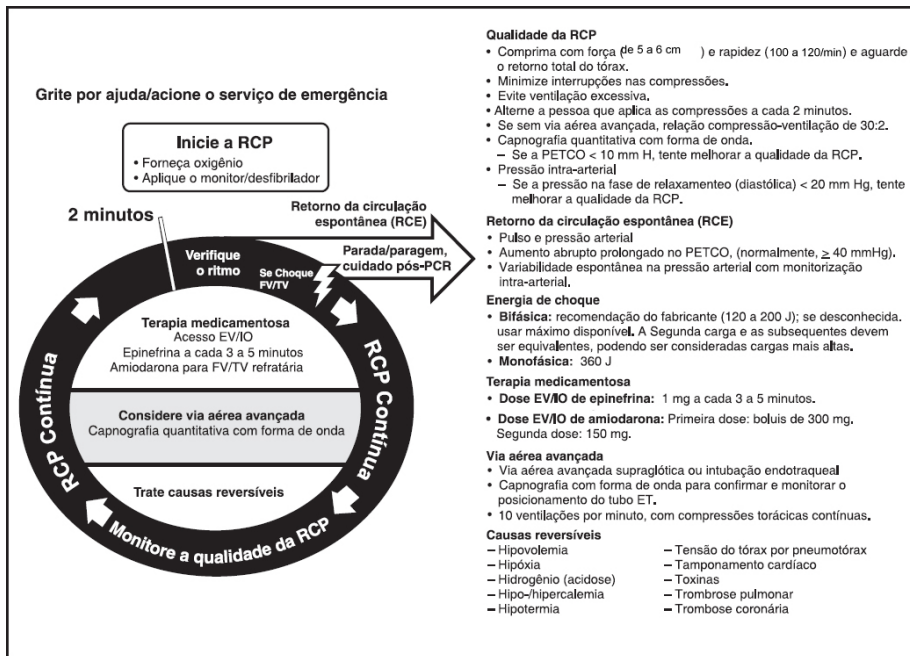 Grite por ajuda/acione o serviço de emergência
Inicie a RCP
• Forneça oxigênio
• Aplique o monitor/desfibrilador
2 minutos
Retorno da circulação
espontânea (RCE)
Parada/paragem,
cuidado pós-PCR
Verifique
o ritmo
Se Choque
FV/TV
RCP Contínua
RCP Contínua
Monitore a qualidade da RCP
Terapia medicamentosa
Acesso EV/IO
Epinefrina a cada 3 a 5 minutos
Amiodarona para FV/TV refratária
Considere via aérea avançada
Capnografia quantitativa com forma de onda
Trate causas reversíveis
Qualidade da RCP
• Comprima com força (de 5 a 6 cm ) e rapidez (100 a 120/min) e aguarde
o retorno total do tórax.
• Minimize interrupções nas compressões.
• Evite ventilação excessiva.
• Alterne a pessoa que aplica as compressões a cada 2 minutos.
• Se sem via aérea avançada, relação compressão-ventilação de 30:2.
• Capnografia quantitativa com forma de onda.
– Se a PETCO < 10 mm H, tente melhorar a qualidade da RCP.
• Pressão intra-arterial
– Se a pressão na fase de relaxamenteo (diastólica) < 20 mm Hg, tente
melhorar a qualidade da RCP.
Retorno da circulação espontânea (RCE)
• Pulso e pressão arterial
• Aumento abrupto prolongado no PETCO, (normalmente, ≥ 40 mmHg).
• Variabilidade espontânea na pressão arterial com monitorização
intra-arterial.
Energia de choque
• Bifásica: recomendação do fabricante (120 a 200 J); se desconhecida.
usar máximo disponível. A Segunda carga e as subsequentes devem
ser equivalentes, podendo ser consideradas cargas mais altas.
• Monofásica: 360 J
Terapia medicamentosa
• Dose EV/IO de epinefrina: 1 mg a cada 3 a 5 minutos.
• Dose EV/IO de amiodarona: Primeira dose: boluis de 300 mg.
Segunda dose: 150 mg.
Via aérea avançada
• Via aérea avançada supraglótica ou intubação endotraqueal
• Capnografia com forma de onda para confirmar e monitorar o
posicionamento do tubo ET.
• 10 ventilações por minuto, com compressões torácicas contínuas.
Causas reversíveis
– Hipovolemia
– Hipóxia
– Hidrogênio (acidose)
– Hipo-/hipercalemia
– Hipotermia
– Tensão do tórax por pneumotórax
– Tamponamento cardíaco
– Toxinas
– Trombrose pulmonar
– Trombose coronária